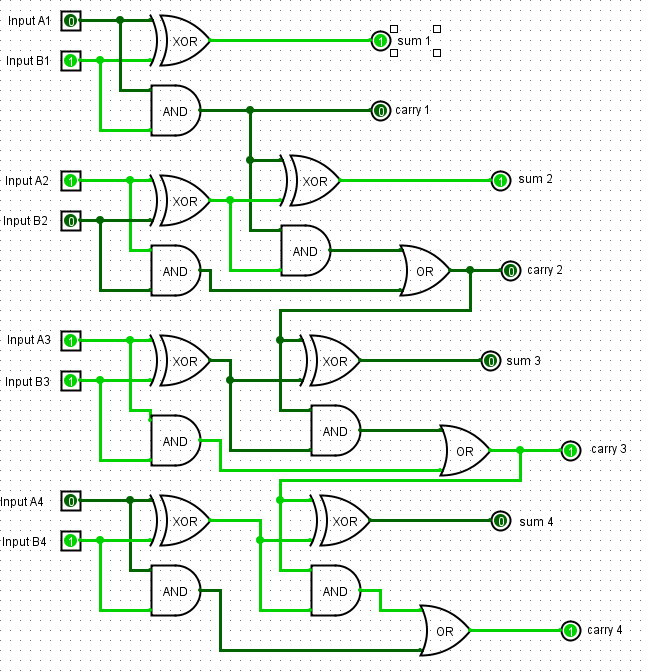 Input A1 0 XOR 1 sum 1
Input B1 1
AND 0 carry 1
Input A2 1 XOR XOR 1 sum 2
Input B2 0
AND AND OR 0 carry 2
Input A3 1 XOR XOR 0 sum 3
Input B3 1
AND AND OR 1 carry 3
Input A4 0 XOR XOR 0 sum 4
Input B4 1
AND AND
OR 1 carry 4